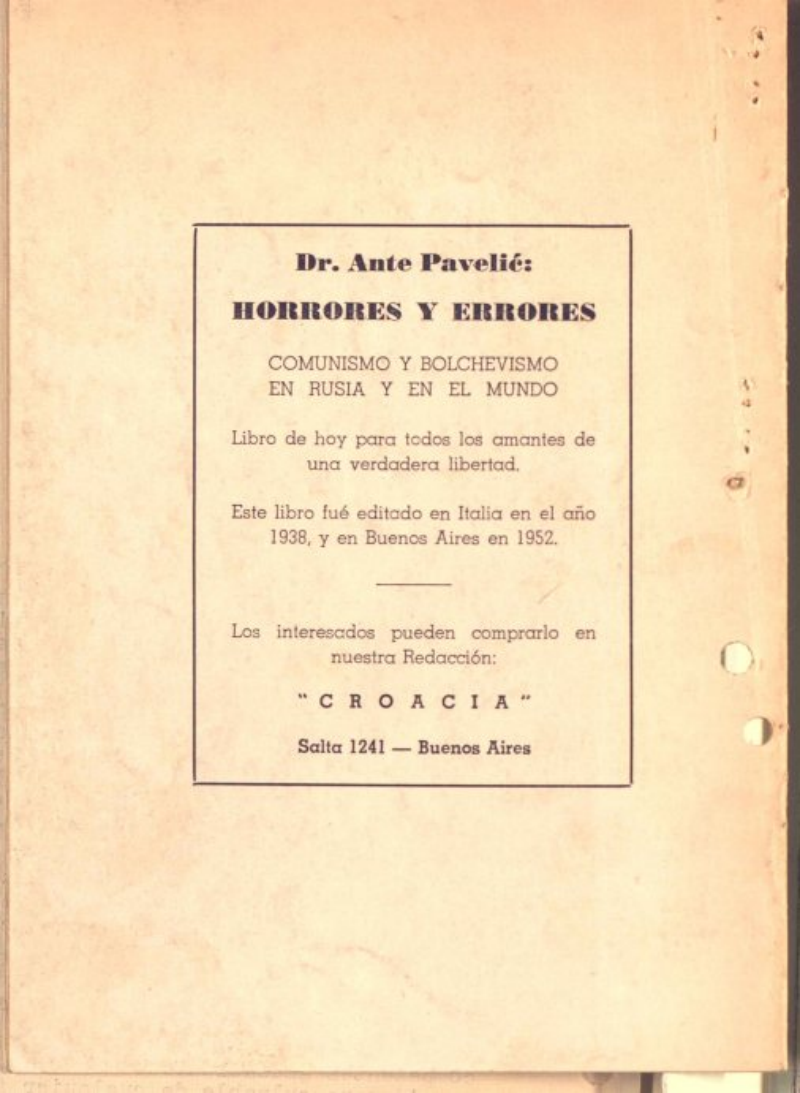 Dr. Ante Pavelić:
HORRORES Y ERRORES
COMUNISMO Y BOLCHEVISMO
EN RUSIA Y EN EL MUNDO
Libro de hoy para todos los amantes de
una verdadera libertad.
Este libro fué editado en Italia en el año
1938, y en Buenos Aires en 1952.
Los interesados pueden comprarlo en
nuestra Redacción:
"CROACIA"
Salta 1241 — Buenos Aires